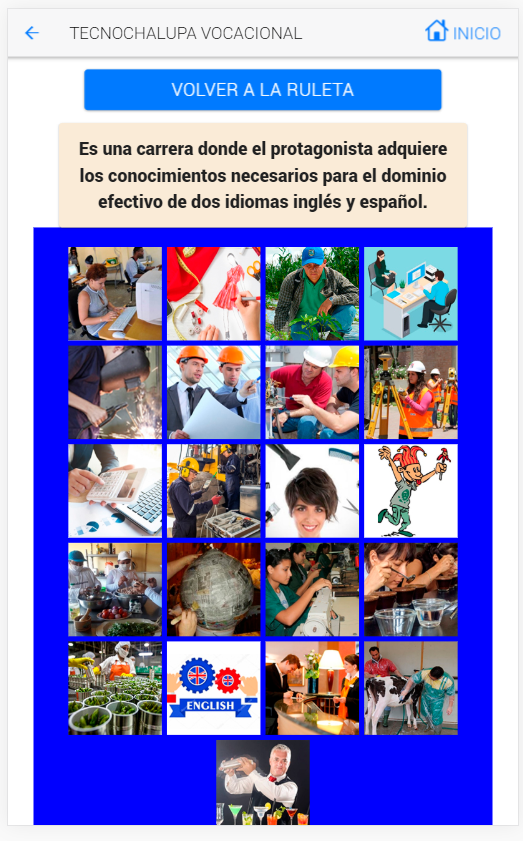 TECNOCHALUPA VOCACIONAL
INICIO
VOLVER A LA RULETA
Es una carrera donde el protagonista adquiere
los conocimientos necesarios para el dominio
efectivo de dos idiomas inglés y español.
ENGLISH